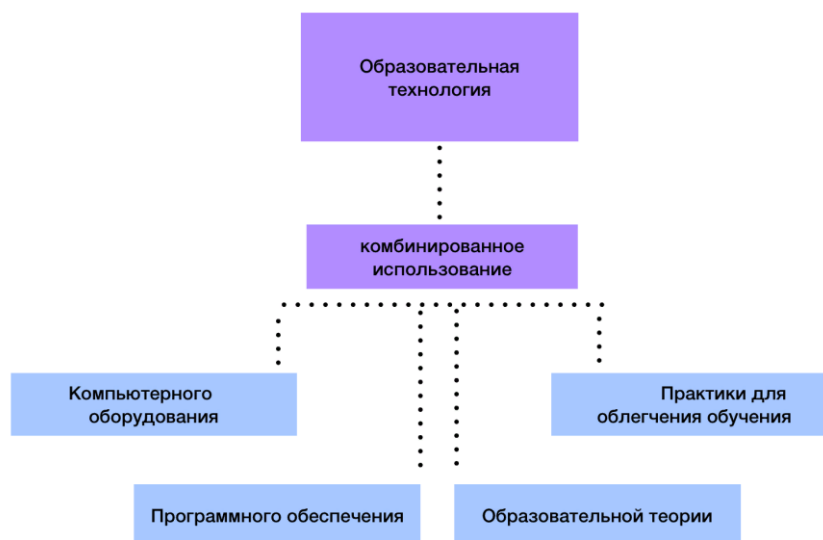 Образовательная
технология
комбинированное
использование
Компьютерного
оборудования
Практики для
облегчения обучения
Программного обеспечения
Образовательной теории